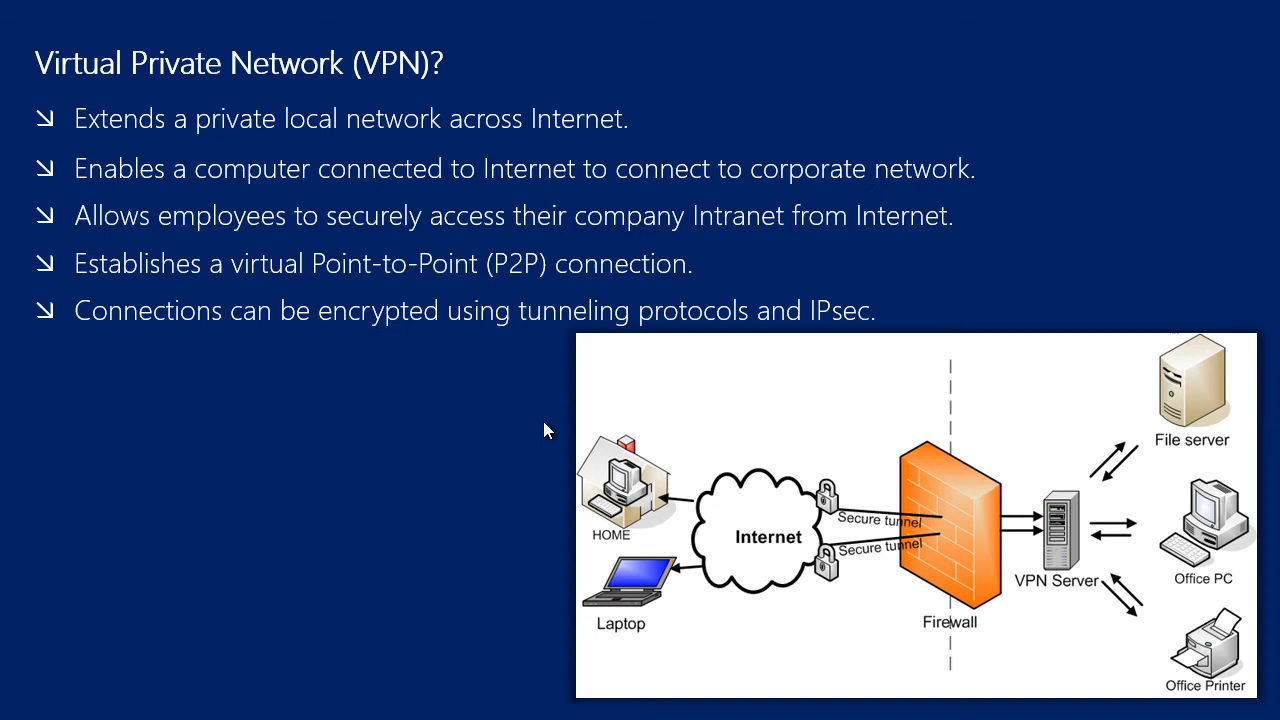 Virtual Private Network (VPN)?
Extends a private local network across Internet.
Enables a computer connected to Internet to connect to corporate network.
Allows employees to securely access their company Intranet from Internet.
Establishes a virtual Point-to-Point (P2P) connection.
Connections can be encrypted using tunneling protocols and IPsec.
File server
HOME
Internet
Secure tunnel
Secure tunnel
VPN Server
Office PC
Laptop
Firewall
Office Printer